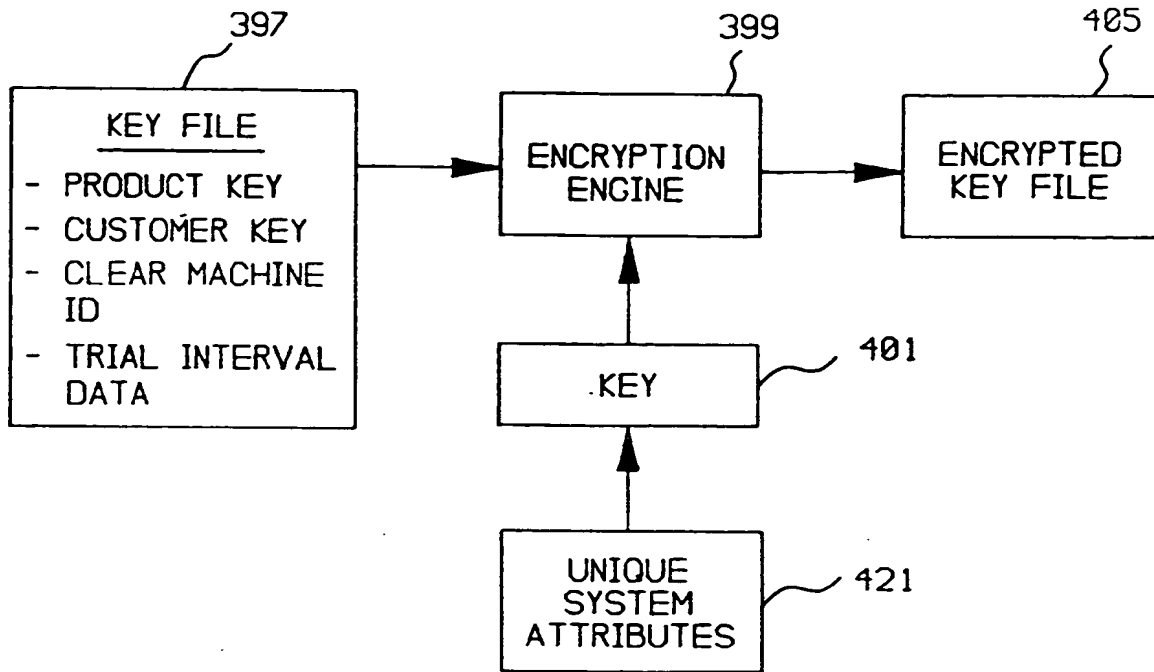 397
399
405
KEY FILE
- PRODUCT KEY
- CUSTOMER KEY
- CLEAR MACHINE
ID
- TRIAL INTERVAL
DATA
ENCRYPTION
ENGINE
ENCRYPTED
KEY FILE
KEY
401
UNIQUE
SYSTEM
ATTRIBUTES
421